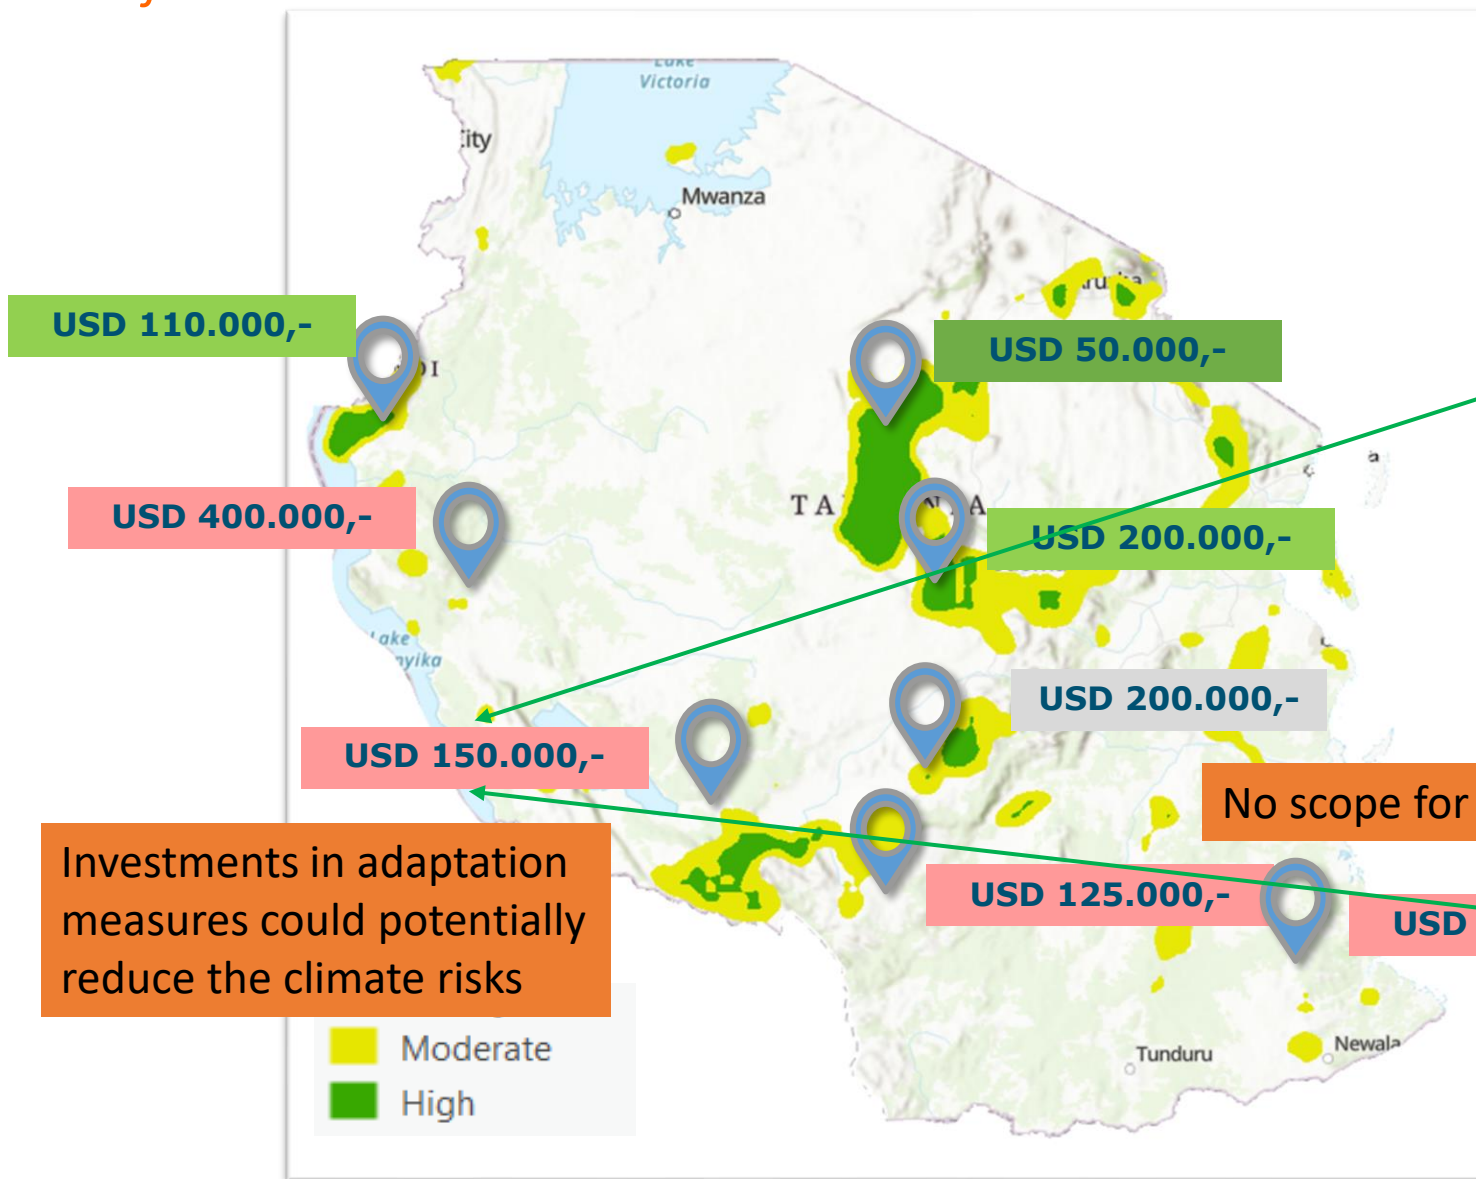 Lake
Victoria
Mwanza
USD 110.000,-
USD 50.000,-
USD 400.000,-
USD 200.000,-
Lake
USD 200.000,-
USD 150.000,-
No scope for
Investments in adaptation
measures could potentially
reduce the climate risks
USD 125.000,-
USD
Moderate
High
Tunduru
Newala